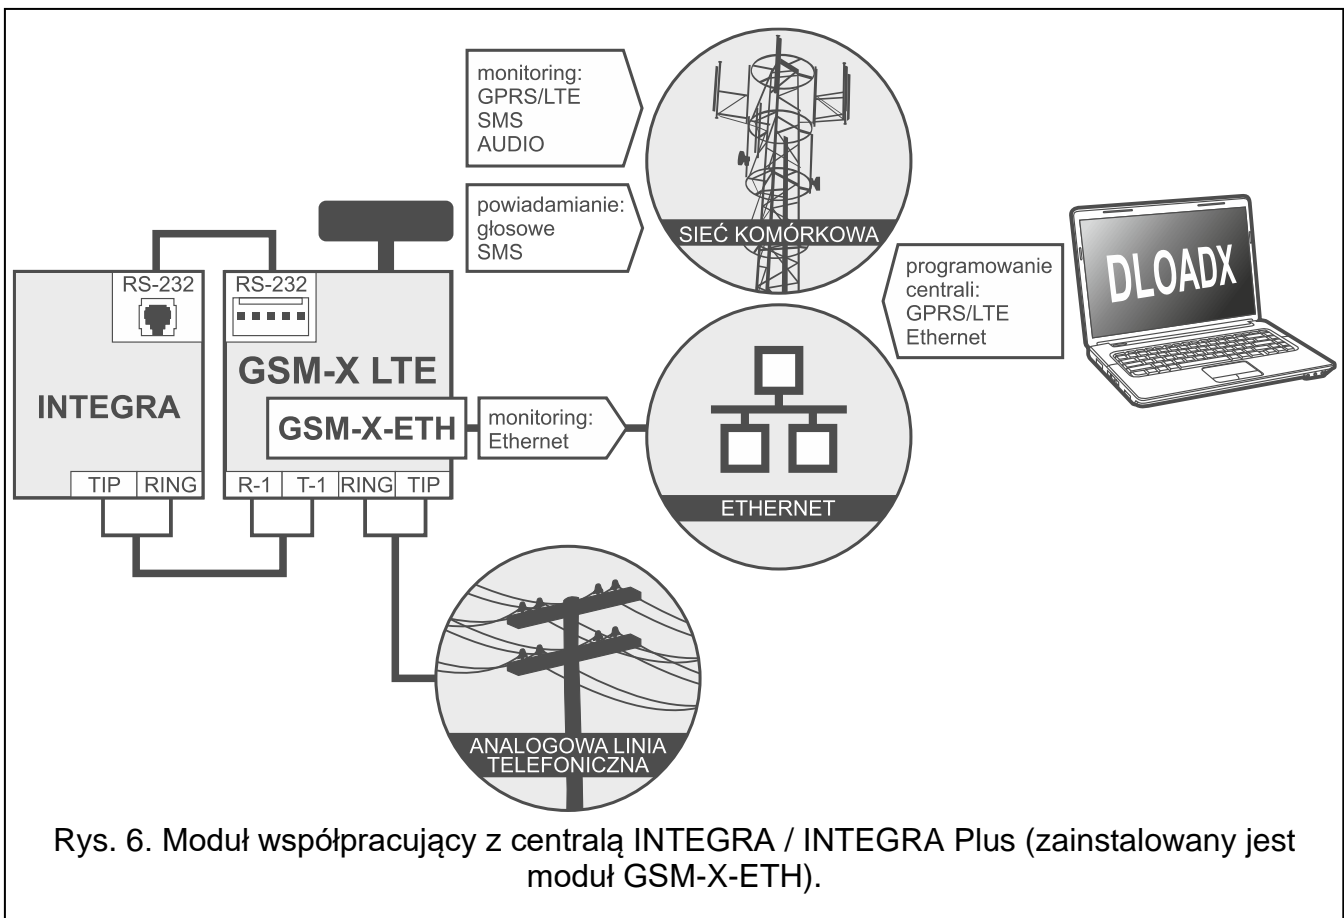 monitoring:
GPRS/LTE
SMS
AUDIO
powiadamianie:
głosowe
SMS
SIEĆ KOMÓRKOWA
programowanie
centrali:
GPRS/LTE
Ethernet
DLOADX
RS-232
RS-232
INTEGRA
GSM-X LTE
GSM-X-ETH
monitoring:
Ethernet
ETHERNET
TIP RING
R-1 T-1 RING TIP
ANALOGOWA LINIA
TELEFONICZNA
Rys. 6. Moduł współpracujący z centralą INTEGRA / INTEGRA Plus (zainstalowany jest
moduł GSM-X-ETH).